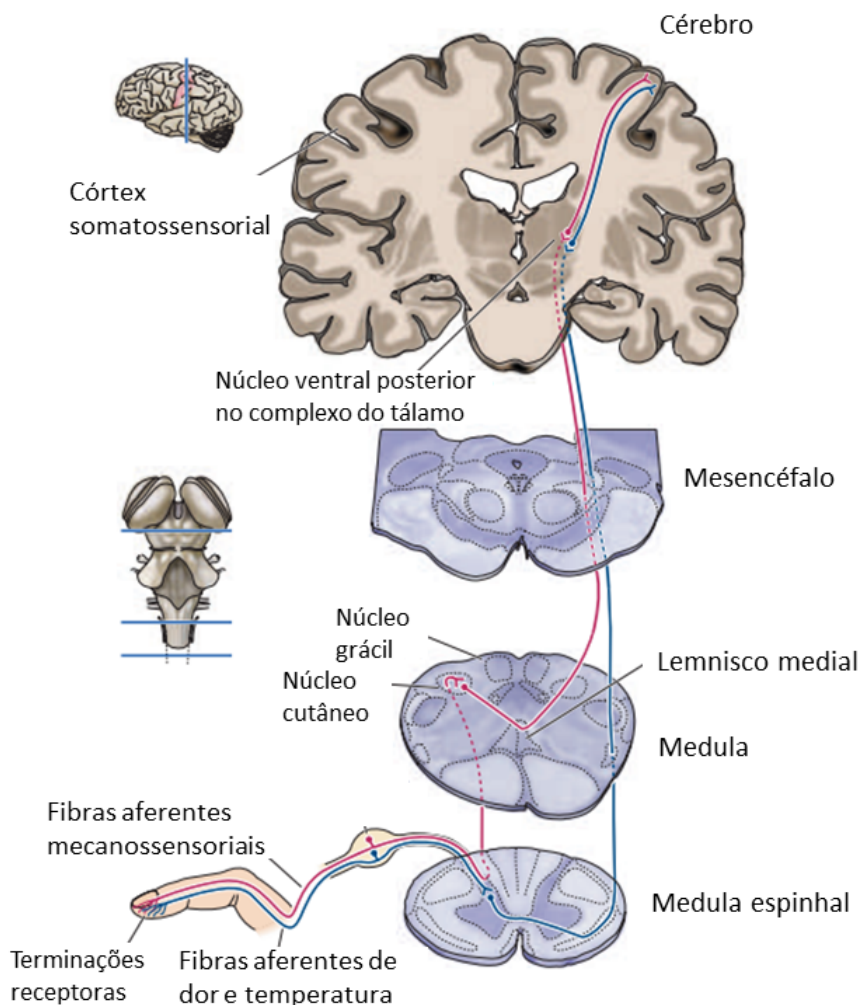 Cérebro
Córtex
somatossensorial
Núcleo ventral posterior
no complexo do tálamo
Mesencéfalo
Núcleo
grácil
Núcleo
cutâneo
Lemnisco medial
Medula
Fibras aferentes
mecanossensoriais
Medula espinhal
Terminações
receptoras
Fibras aferentes de
dor e temperatura